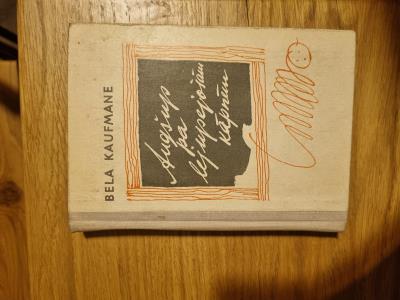 BELA KAUFMANE
Augšup
pa
lejupejošām
kāpnēm